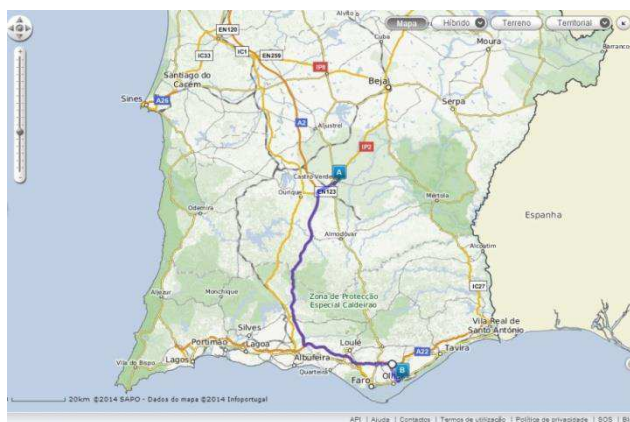 Alvito
Mapa Híbrido Terreno Territorial
EN120
Cuba
Moura
Barrancos
IC33
IC1
EN259
IP8
Santiago do
Cacém
Beja
Sines
A26
Serpa
A2
Aljustrel
IP2
A
Castro Verde
EN123
Ourique
Mértola
Odemira
Espanha
Almodôvar
Alcoutim
IC27
Aljezur
Monchique
Zona de Protecção
Especial Caldeirão
Silves
Vila Real de
Santo António
Portimão
Loulé
A22
Lagoa
Albufeira
Tavira
Vila do Bispo
Lagos
Quarteira
Faro
B
20km ©2014 SAPO - Dados do mapa ©2014 Infoportugal
API | Ajuda | Contactos | Termos de utilização | Política de privacidade | SOS |